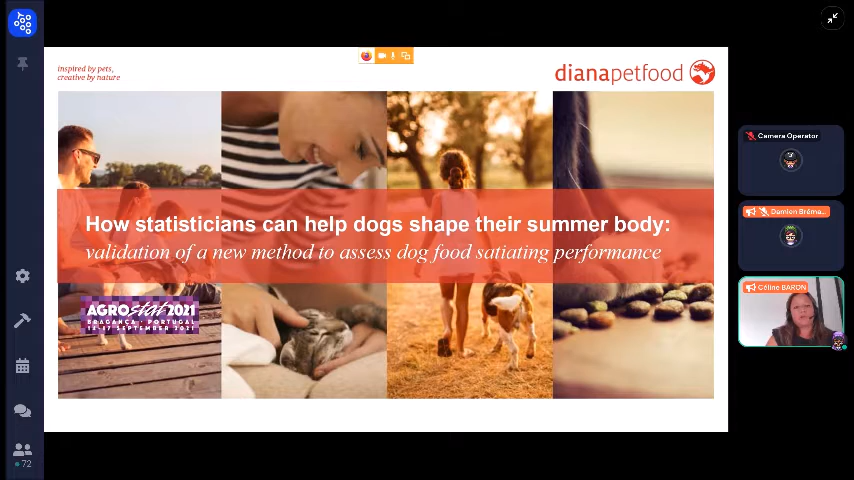 inspired by pets,
creative by nature
dianapetfood
How statisticians can help dogs shape their summer body:
validation of a new method to assess dog food satiating performance
AGROstat2021
BRAGANÇA · PORTUGAL
14-17 SEPTEMBER 2021
Camera Operator
Damien Bréma...
Céline BARON
72